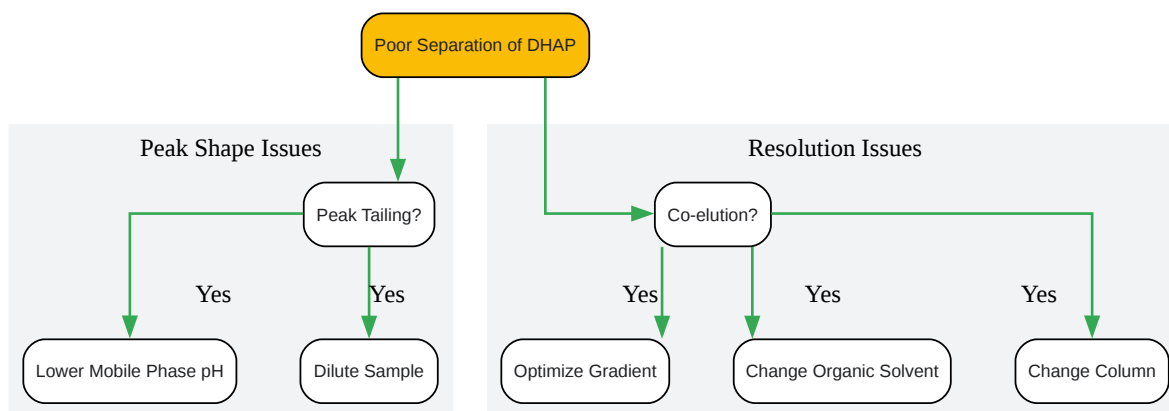 Poor Separation of DHAP
Peak Shape Issues
Resolution Issues
Peak Tailing?
Co-elution?
Yes
Yes
Yes
Yes
Yes
Lower Mobile Phase pH
Dilute Sample
Optimize Gradient
Change Organic Solvent
Change Column